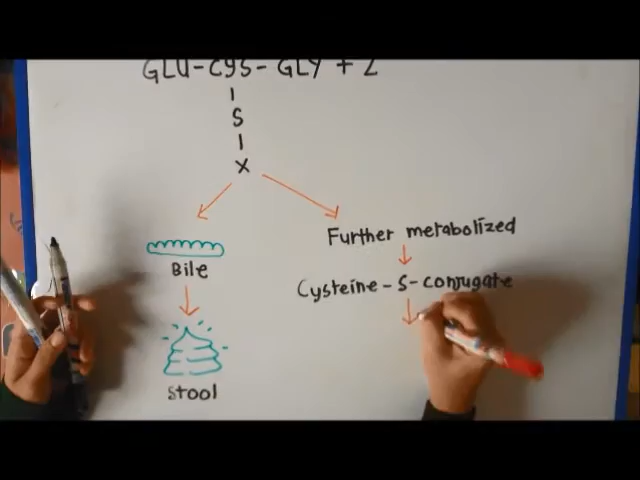 GLU-CYS-GLY + Z
S
X
Further metabolized
Bile
Cysteine-S-conjugate
Stool